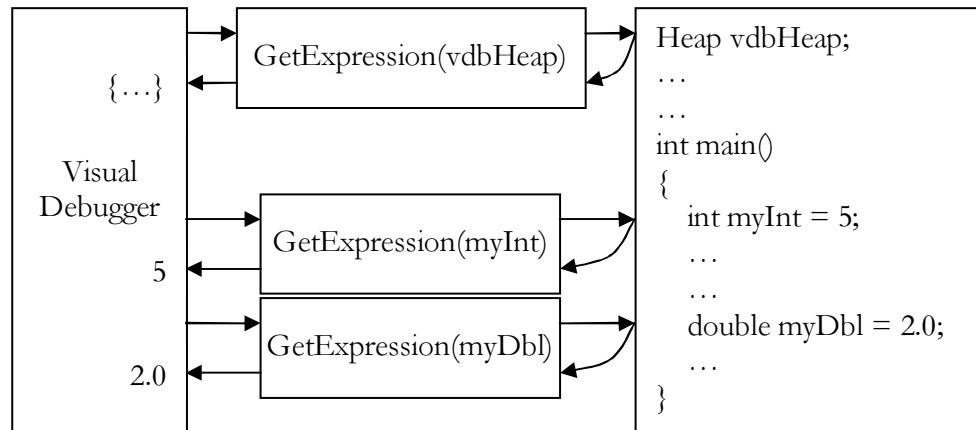 GetExpression(vdbHeap)
{…}
Visual
Debugger
GetExpression(myInt)
5
GetExpression(myDbl)
2.0
Heap vdbHeap;
…
…
int main()
{
int myInt = 5;
…
…
double myDbl = 2.0;
…
}